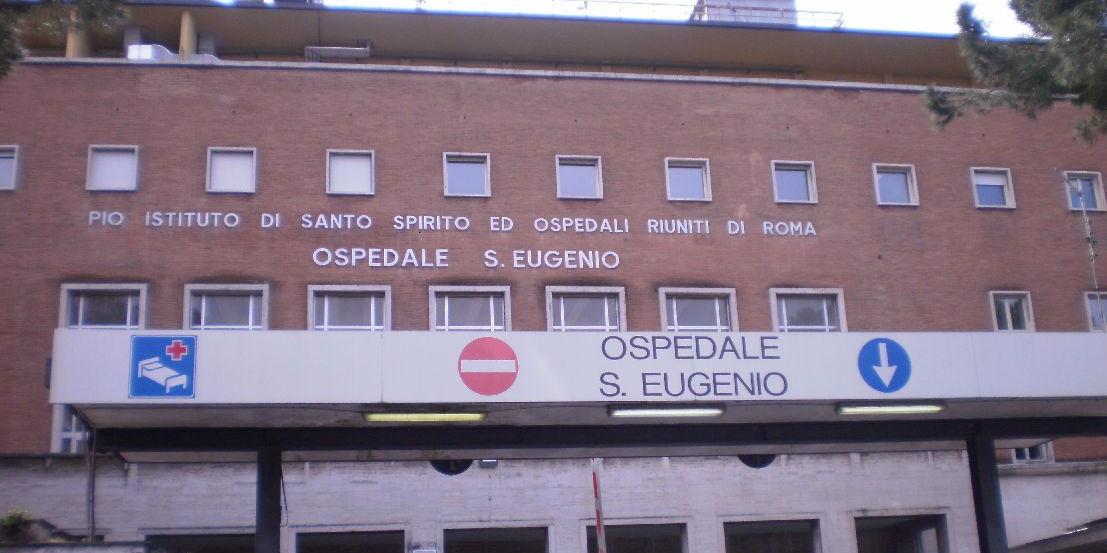 PIO ISTITUTO DI SANTO SPIRITO ED OSPEDALI RIUNITI DI ROMA
OSPEDALE S. EUGENIO
OSPEDALE
S. EUGENIO